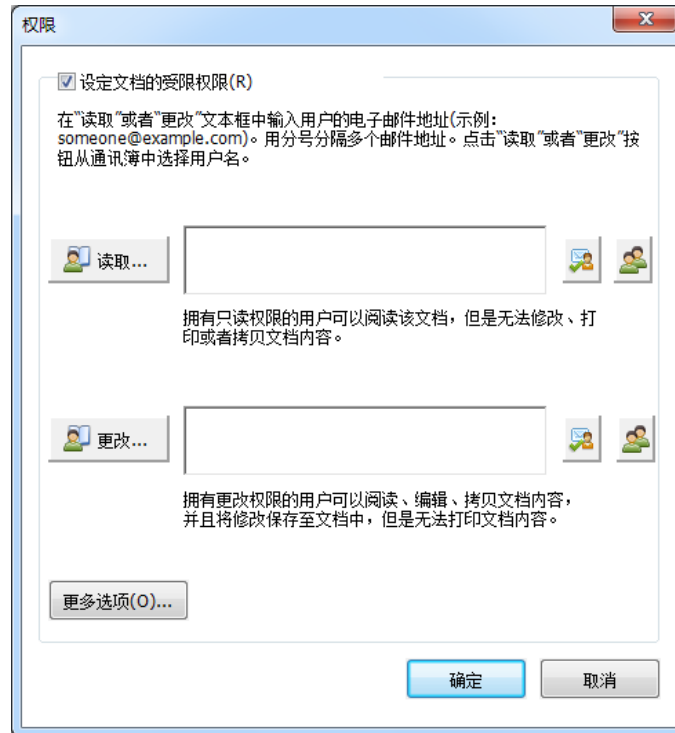 权限
设定文档的受限权限(R)
在"读取"或者"更改"文本框中输入用户的电子邮件地址(示例：
someone@example.com)。用分号分隔多个邮件地址。点击"读取"或者"更改"按
钮从通讯簿中选择用户名。
读取...
拥有只读权限的用户可以阅读该文档，但是无法修改、打
印或者拷贝文档内容。
更改...
拥有更改权限的用户可以阅读、编辑、拷贝文档内容，
并且将修改保存至文档中，但是无法打印文档内容。
更多选项(O)...
确定
取消